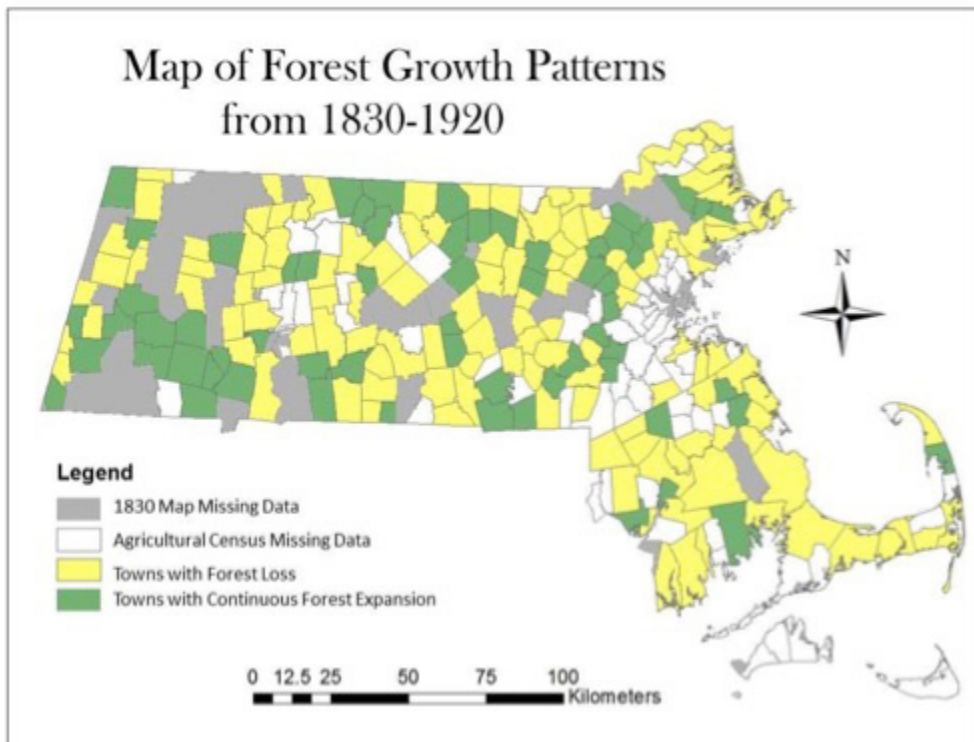 Map of Forest Growth Patterns
from 1830-1920
N
Legend
1830 Map Missing Data
Agricultural Census Missing Data
Towns with Forest Loss
Towns with Continuous Forest Expansion
0 12.5 25 50 75 100
Kilometers